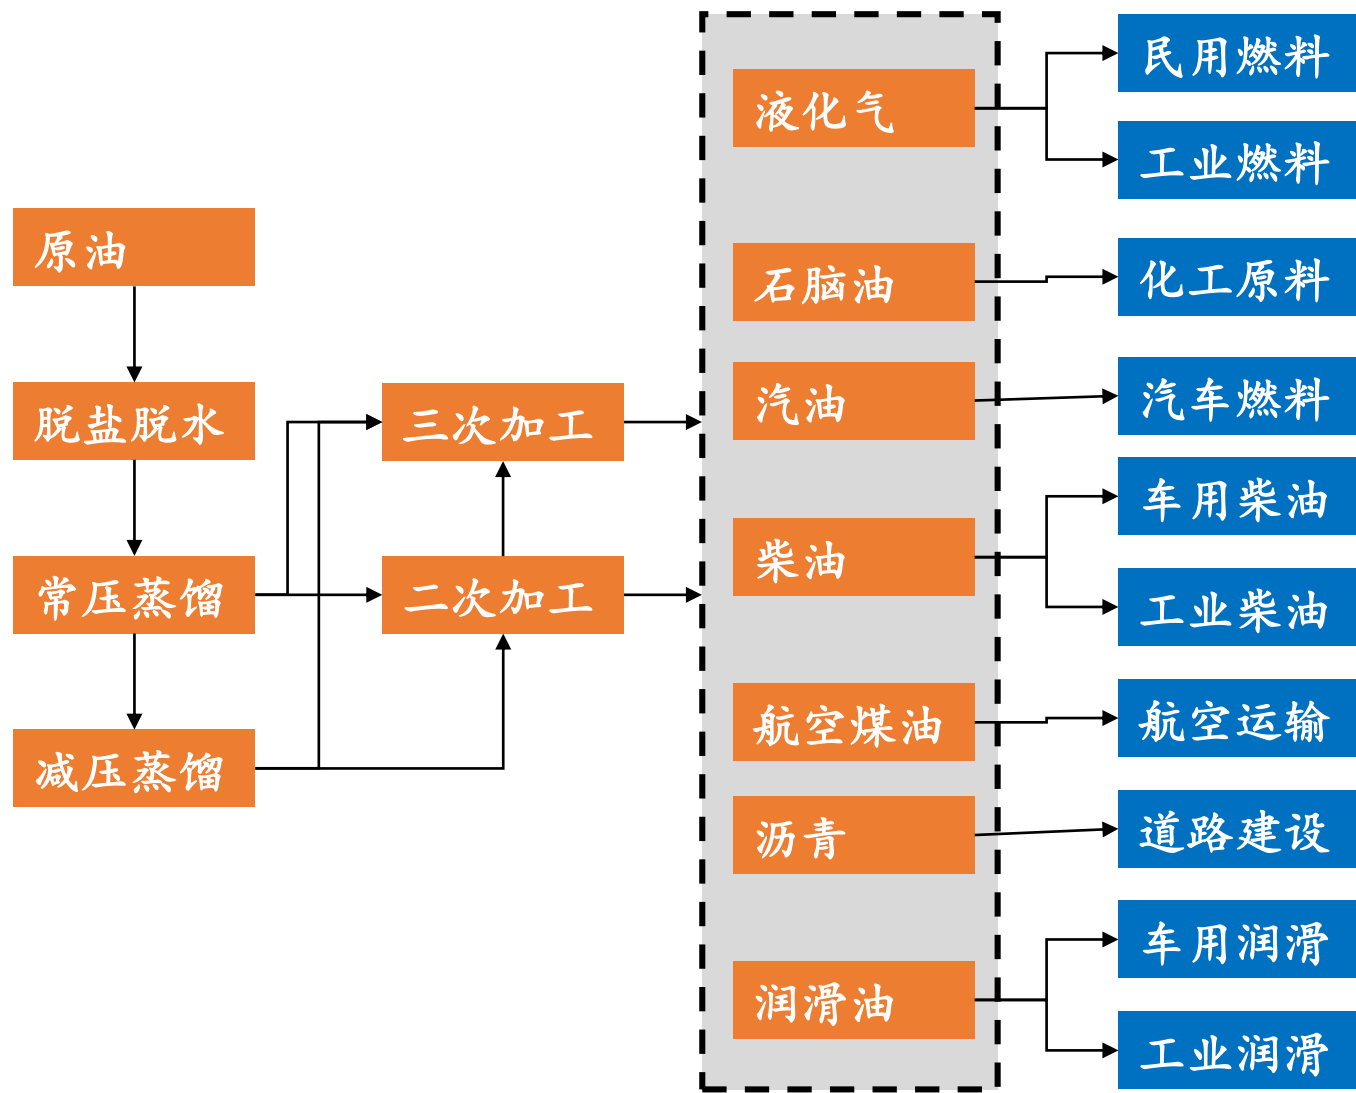 原油
脱盐脱水
常压蒸馏
减压蒸馏
三次加工
二次加工
液化气
石脑油
汽油
柴油
航空煤油
沥青
润滑油
民用燃料
工业燃料
化工原料
汽车燃料
车用柴油
工业柴油
航空运输
道路建设
车用润滑
工业润滑